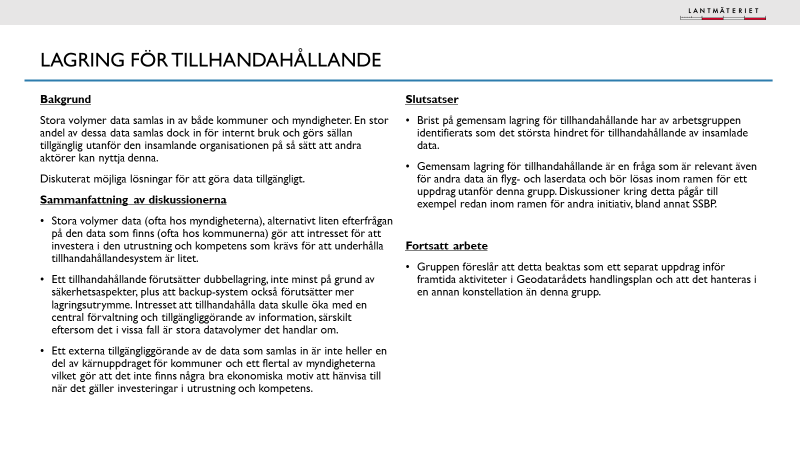 LANTMÄTERIET
LAGRING FÖR TILLHANDAHÅLLANDE
Bakgrund
Stora volymer data samlas in av både kommuner och myndigheter. En stor
andel av dessa data samlas dock in för internt bruk och görs sällan
tillgänglig utanför den insamlande organisationen på så sätt att andra
aktörer kan nyttja denna.
Diskuterat möjliga lösningar för att göra data tillgängligt.
Sammanfattning av diskussionerna
• Stora volymer data (ofta hos myndigheterna), alternativt liten efterfrågan
på den data som finns (ofta hos kommunerna) gör att intresset för att
investera i den utrustning och kompetens som krävs för att underhålla
tillhandahållandesystem är litet.
• Ett tillhandahållande förutsätter dubbellagring, inte minst på grund av
säkerhetsaspekter, plus att backup-system också förutsätter mer
lagringsutrymme. Intresset att tillhandahålla data skulle öka med en
central förvaltning och tillgängliggörande av information, särskilt
eftersom det i vissa fall är stora datavolymer det handlar om.
• Ett externa tillgängliggörande av de data som samlas in är inte heller en
del av kärnuppdraget för kommuner och ett flertal av myndigheterna
vilket gör att det inte finns några bra ekonomiska motiv att hänvisa till
när det gäller investeringar i utrustning och kompetens.
Slutsatser
• Brist på gemensam lagring för tillhandahållande har av arbetsgruppen
identifierats som det största hindret för tillhandahållande av insamlade
data.
• Gemensam lagring för tillhandahållande är en fråga som är relevant även
för andra data än flyg- och laserdata och bör lösas inom ramen för ett
uppdrag utanför denna grupp. Diskussioner kring detta pågår till
exempel redan inom ramen för andra initiativ, bland annat SSBP.
Fortsatt arbete
• Gruppen föreslår att detta beaktas som ett separat uppdrag inför
framtida aktiviteter i Geodatarådets handlingsplan och att det hanteras i
en annan konstellation än denna grupp.